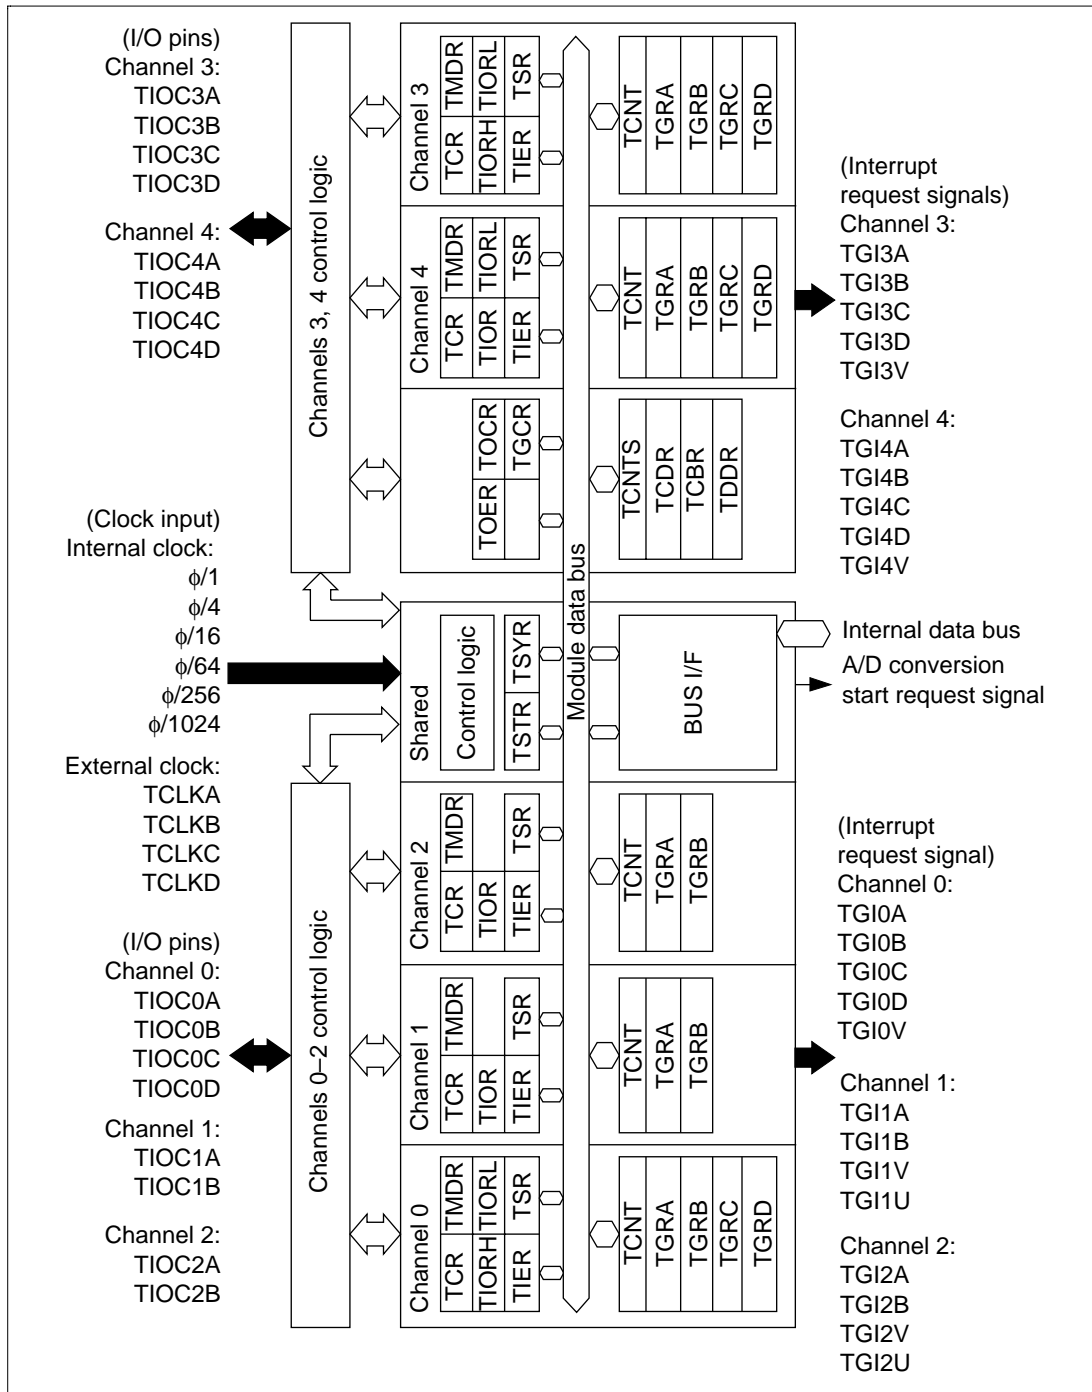 (I/O pins)
Channel 3:
TIOC3A
TIOC3B
TIOC3C
TIOC3D
Channel 4:
TIOC4A
TIOC4B
TIOC4C
TIOC4D
(Clock input)
Internal clock:
ϕ/1
ϕ/4
ϕ/16
ϕ/64
ϕ/256
ϕ/1024
External clock:
TCLKA
TCLKB
TCLKC
TCLKD
(I/O pins)
Channel 0:
TIOC0A
TIOC0B
TIOC0C
TIOC0D
Channel 1:
TIOC1A
TIOC1B
Channel 2:
TIOC2A
TIOC2B
Channels 3, 4 control logic
Channels 0–2 control logic
Channel 3
TCR TMDR
TIORH TIORL
TIER TSR
TCNT
TGRA
TGRB
TGRC
TGRD
Channel 4
TCR TMDR
TIOR TIORL
TIER TSR
TCNT
TGRA
TGRB
TGRC
TGRD
TOER TOCR
TGCR
TCNTS
TCDR
TCBR
TDDR
Shared
Control logic
TSTR TSYR
Module data bus
BUS I/F
Channel 2
TCR TMDR
TIOR
TIER TSR
TCNT
TGRA
TGRB
Channel 1
TCR TMDR
TIOR
TIER TSR
TCNT
TGRA
TGRB
Channel 0
TCR TMDR
TIORH TIORL
TIER TSR
TCNT
TGRA
TGRB
TGRC
TGRD
(Interrupt
request signals)
Channel 3:
TGI3A
TGI3B
TGI3C
TGI3D
TGI3V
Channel 4:
TGI4A
TGI4B
TGI4C
TGI4D
TGI4V
Internal data bus
A/D conversion
start request signal
(Interrupt
request signal)
Channel 0:
TGI0A
TGI0B
TGI0C
TGI0D
TGI0V
Channel 1:
TGI1A
TGI1B
TGI1V
TGI1U
Channel 2:
TGI2A
TGI2B
TGI2V
TGI2U